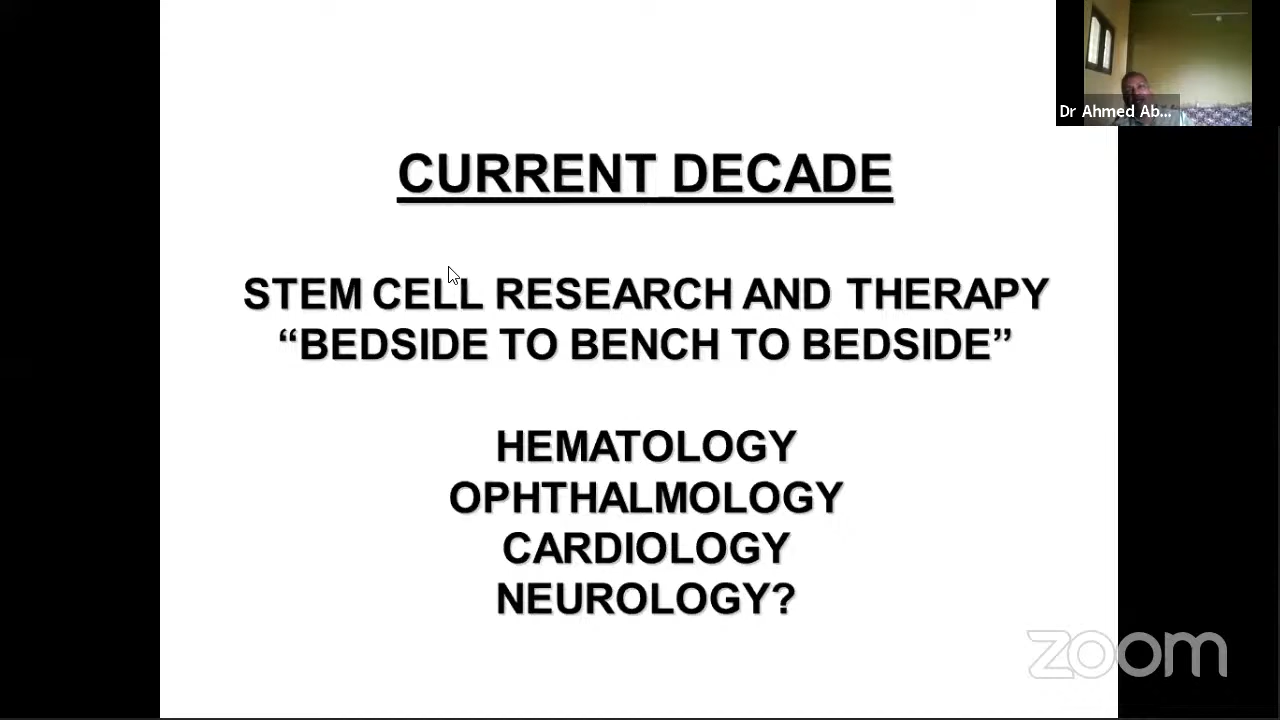 Dr Ahmed Ab...
CURRENT DECADE
STEM CELL RESEARCH AND THERAPY
“BEDSIDE TO BENCH TO BEDSIDE”
HEMATOLOGY
OPHTHALMOLOGY
CARDIOLOGY
NEUROLOGY?
zoom